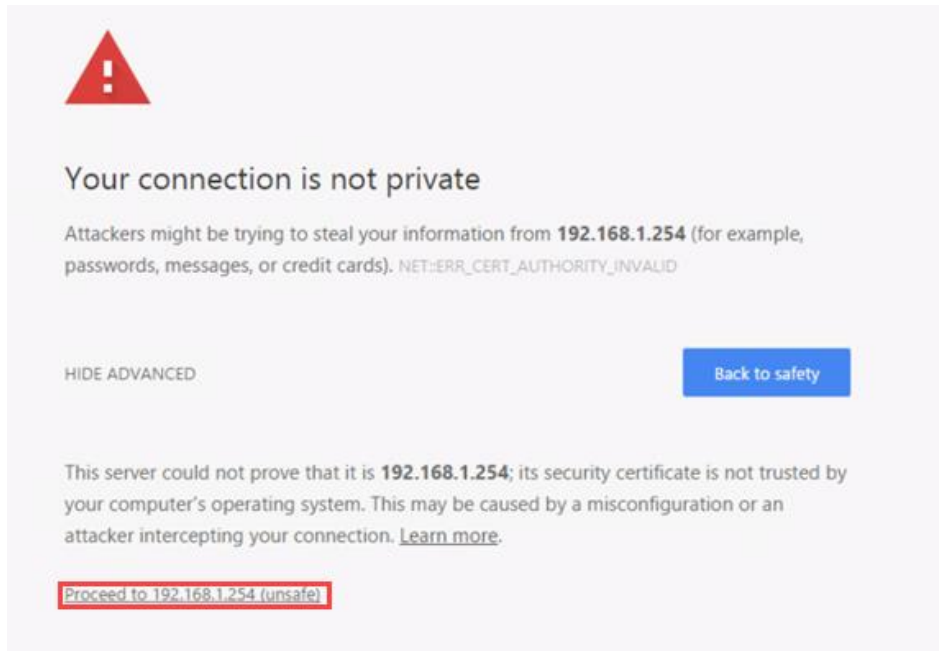 Your connection is not private
Attackers might be trying to steal your information from 192.168.1.254 (for example,
passwords, messages, or credit cards). NET::ERR_CERT_AUTHORITY_INVALID
HIDE ADVANCED
Back to safety
This server could not prove that it is 192.168.1.254; its security certificate is not trusted by
your computer's operating system. This may be caused by a misconfiguration or an
attacker intercepting your connection. Learn more.
Proceed to 192.168.1.254 (unsafe)